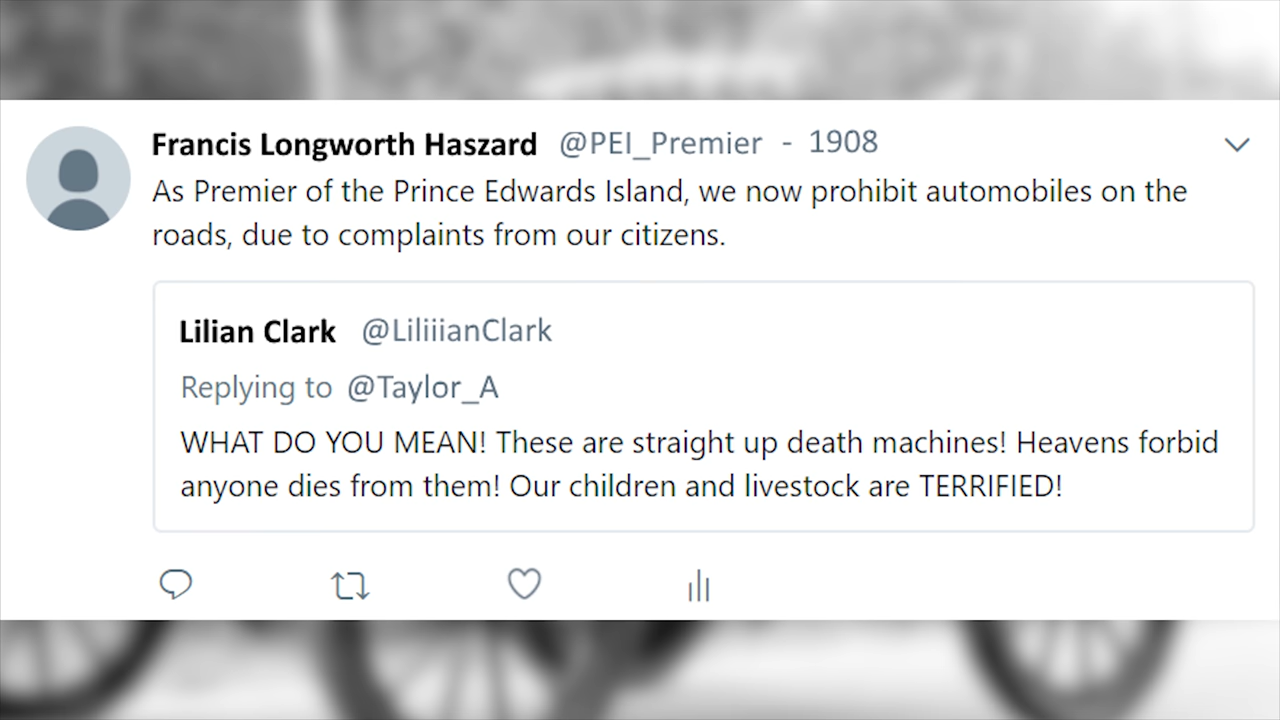 Francis Longworth Haszard @PEI_Premier - 1908
As Premier of the Prince Edwards Island, we now prohibit automobiles on the
roads, due to complaints from our citizens.
Lilian Clark @LiliiianClark
Replying to @Taylor_A
WHAT DO YOU MEAN! These are straight up death machines! Heavens forbid
anyone dies from them! Our children and livestock are TERRIFIED!